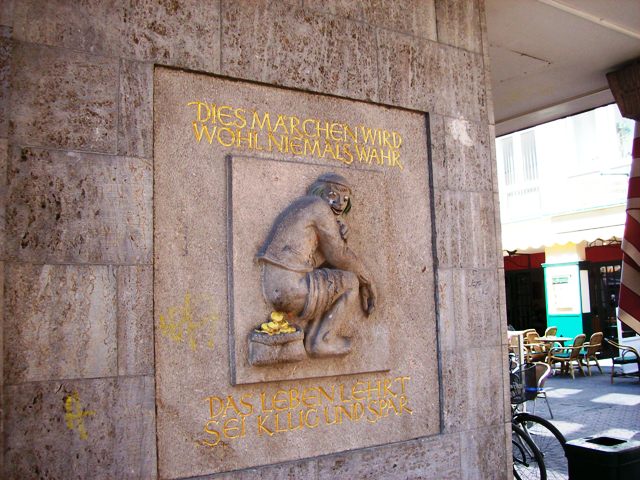 DIES MÄRCHEN WIRD
WOHL NIEMALS WAHR
DAS LEBEN LEHRT
SEI KLUG UND SPAR